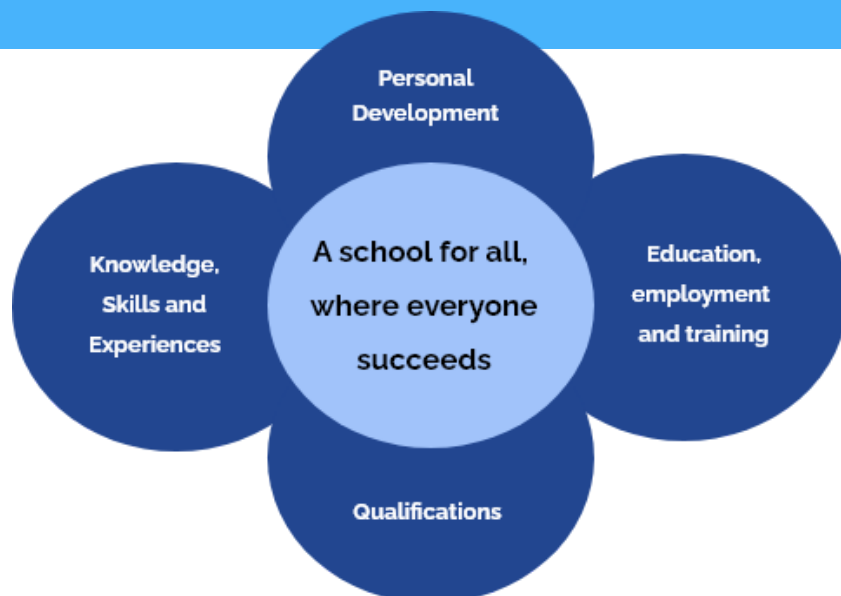 Personal
Development
Knowledge,
Skills and
Experiences
A school for all,
where everyone
succeeds
Education,
employment
and training
Qualifications